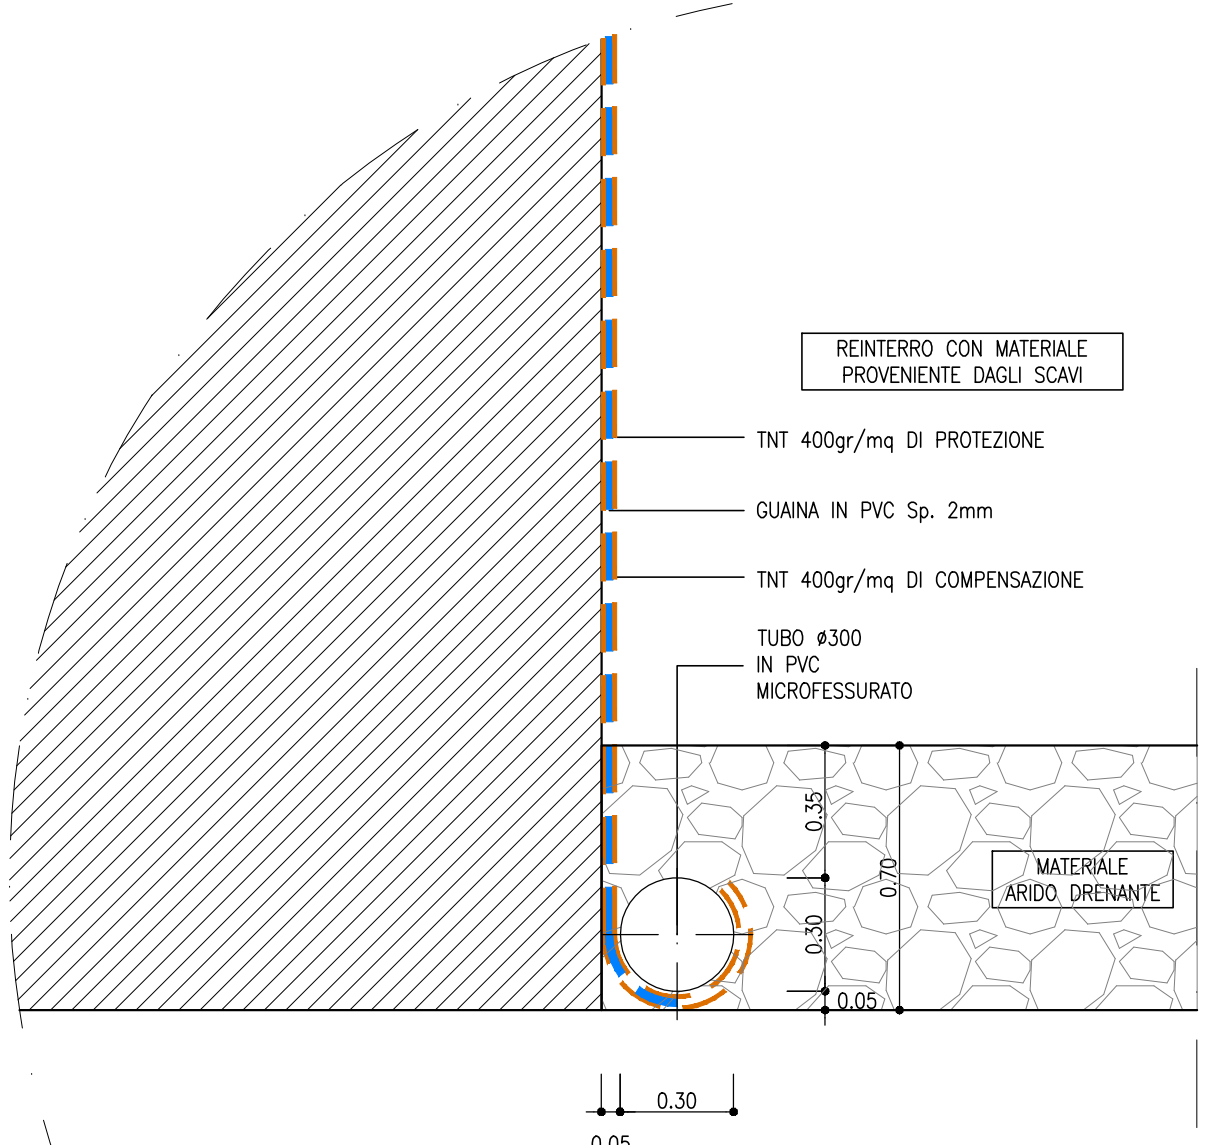 REINTERRO CON MATERIALE
PROVENIENTE DAGLI SCAVI
TNT 400gr/mq DI PROTEZIONE
GUAINA IN PVC Sp. 2mm
TNT 400gr/mq DI COMPENSAZIONE
TUBO ø300
IN PVC
MICROFESSURATO
0.35
0.70
MATERIALE
ARIDO DRENANTE
0.30
0.05
0.30
0.05